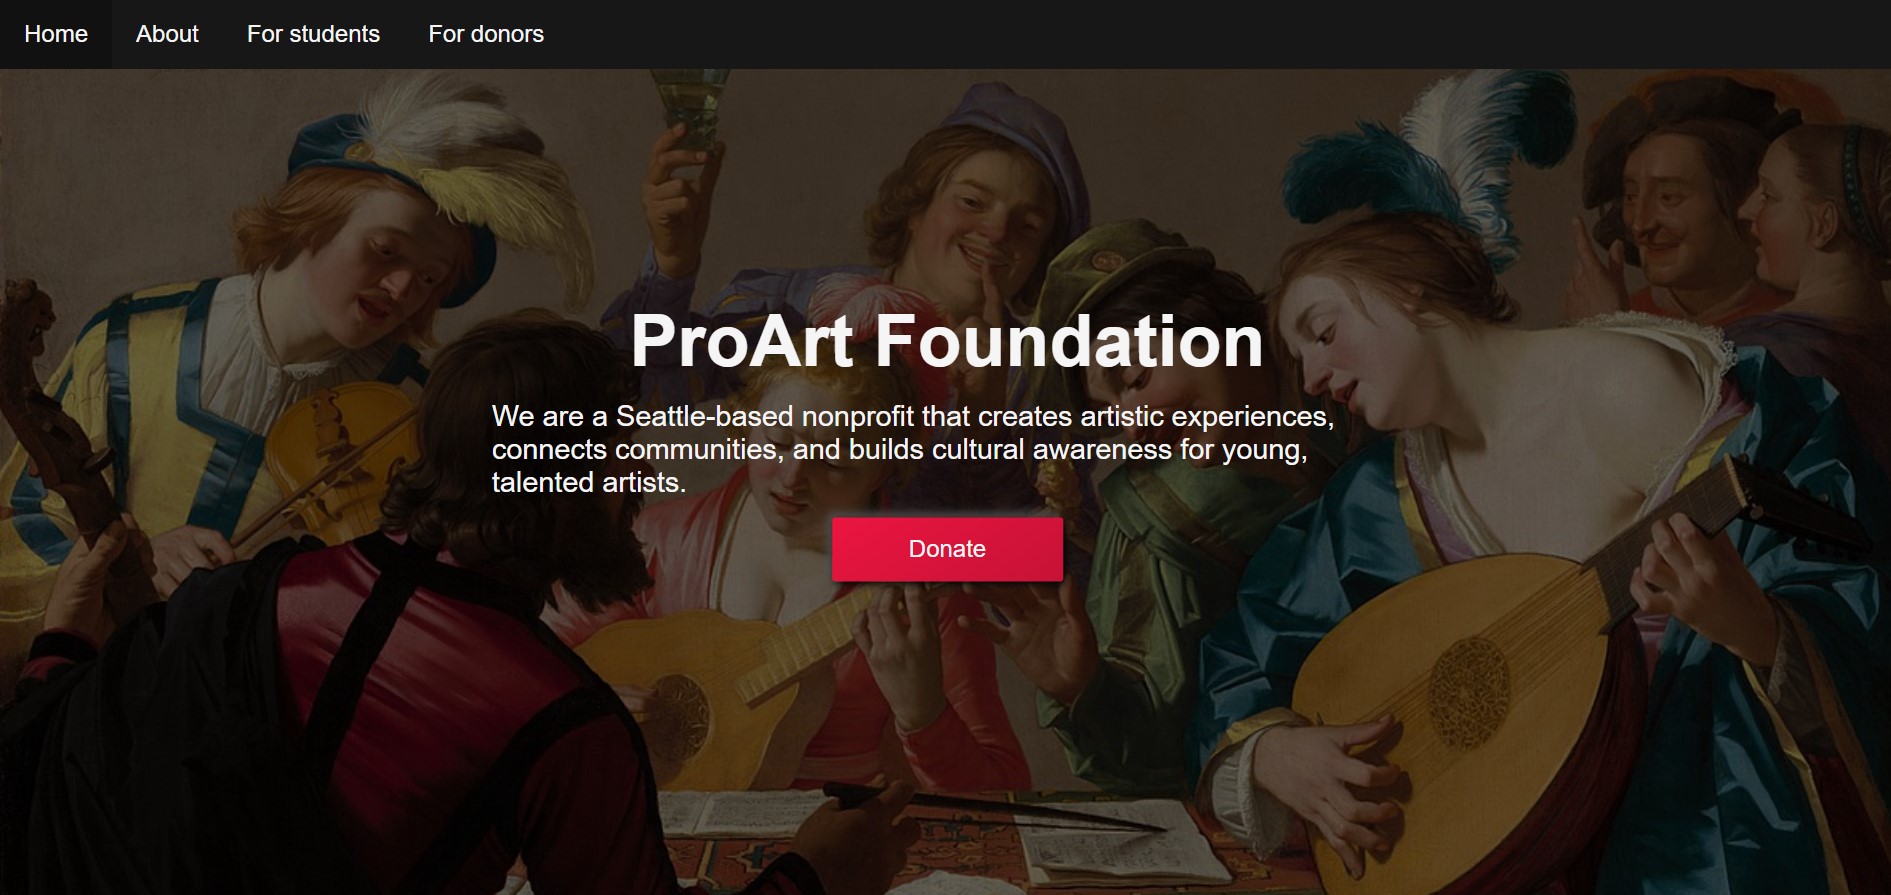 Home About For students For donors
ProArt Foundation
We are a Seattle-based nonprofit that creates artistic experiences,
connects communities, and builds cultural awareness for young,
talented artists.
Donate